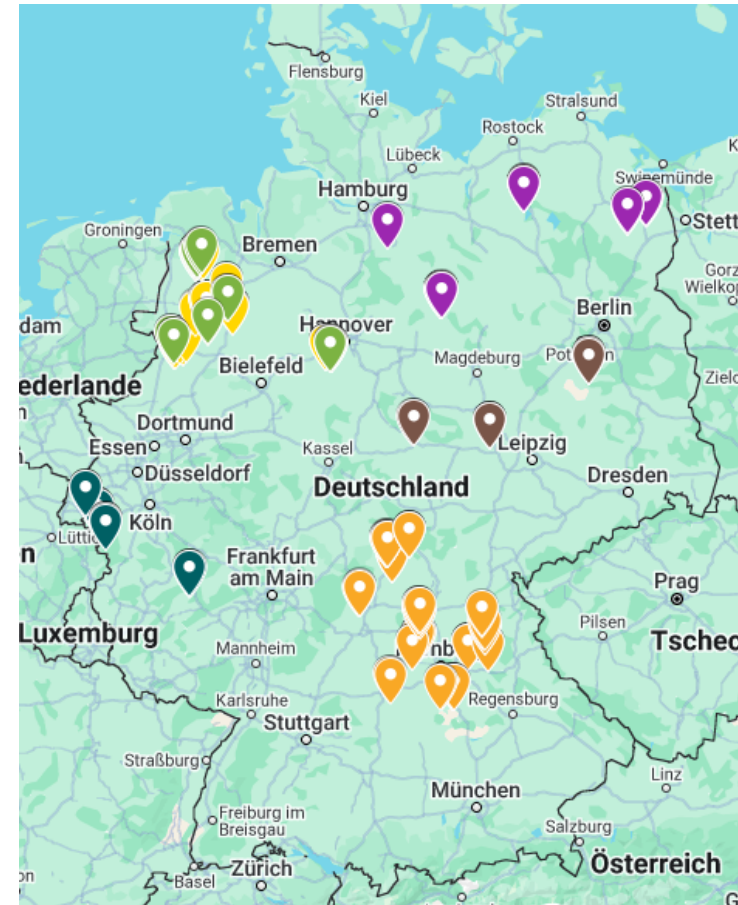 Flensburg
Kiel
Stralsund
Rostock
Lübeck
Swinemünde
Hamburg
Groningen
Stett
Bremen
Gorz
Wielkop
Berlin
dam
Hannover
Magdeburg
Bielefeld
Zielo
ederlande
Dortmund
Essen
Kassel
Leipzig
Düsseldorf
Dresden
Deutschland
Köln
Frankfurt
am Main
Prag
Luxemburg
Pilsen
Tschec
Mannheim
Karlsruhe
Regensburg
Stuttgart
Straßburg
Linz
München
Freiburg im
Breisgau
Salzburg
Österreich
Zürich
Basel